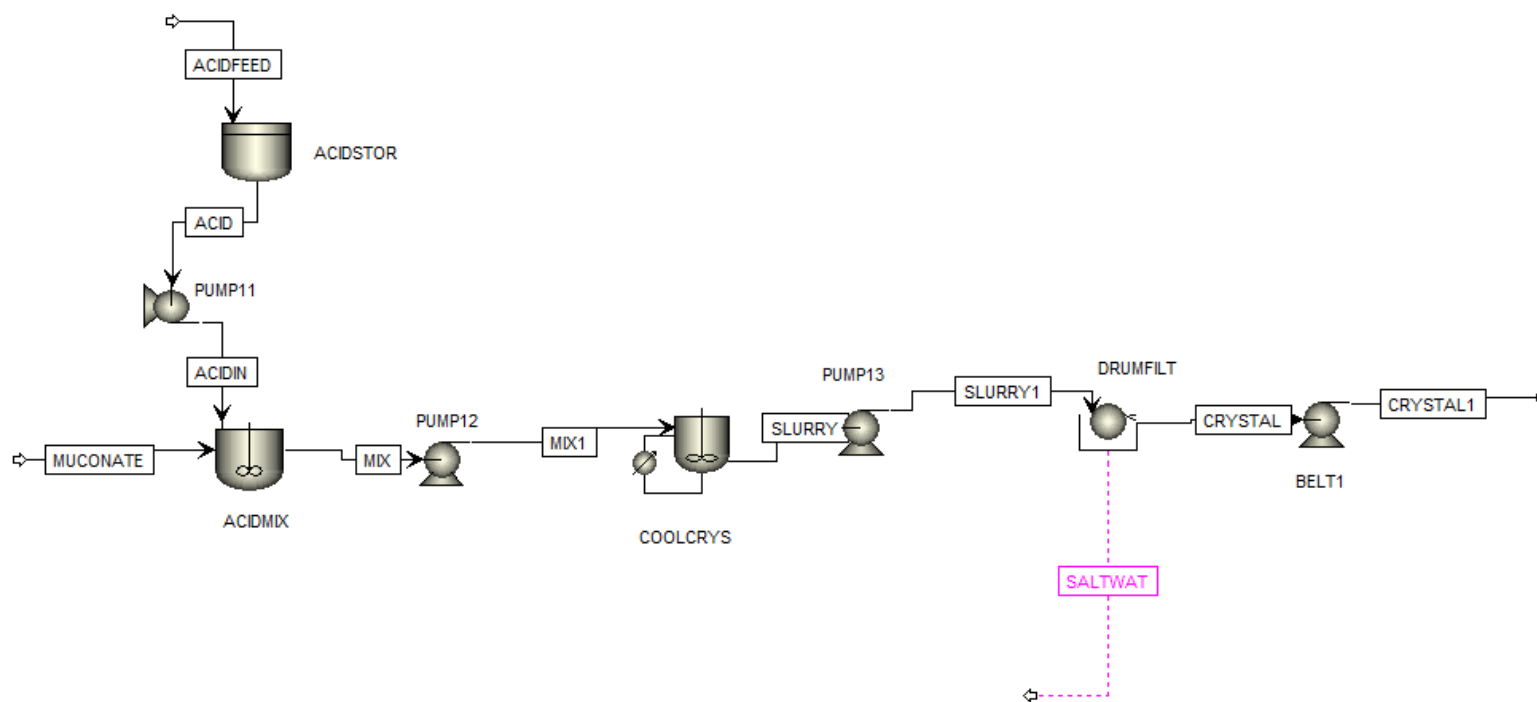 ACIDFEED
ACIDSTOR
ACID
PUMP11
ACIDIN
MUCONATE
ACIDMIX
MIX
PUMP12
MIX1
COOLCRYS
SLURRY
PUMP13
SLURRY1
DRUMFILT
CRYSTAL
BELT1
CRYSTAL1
SALTWAT